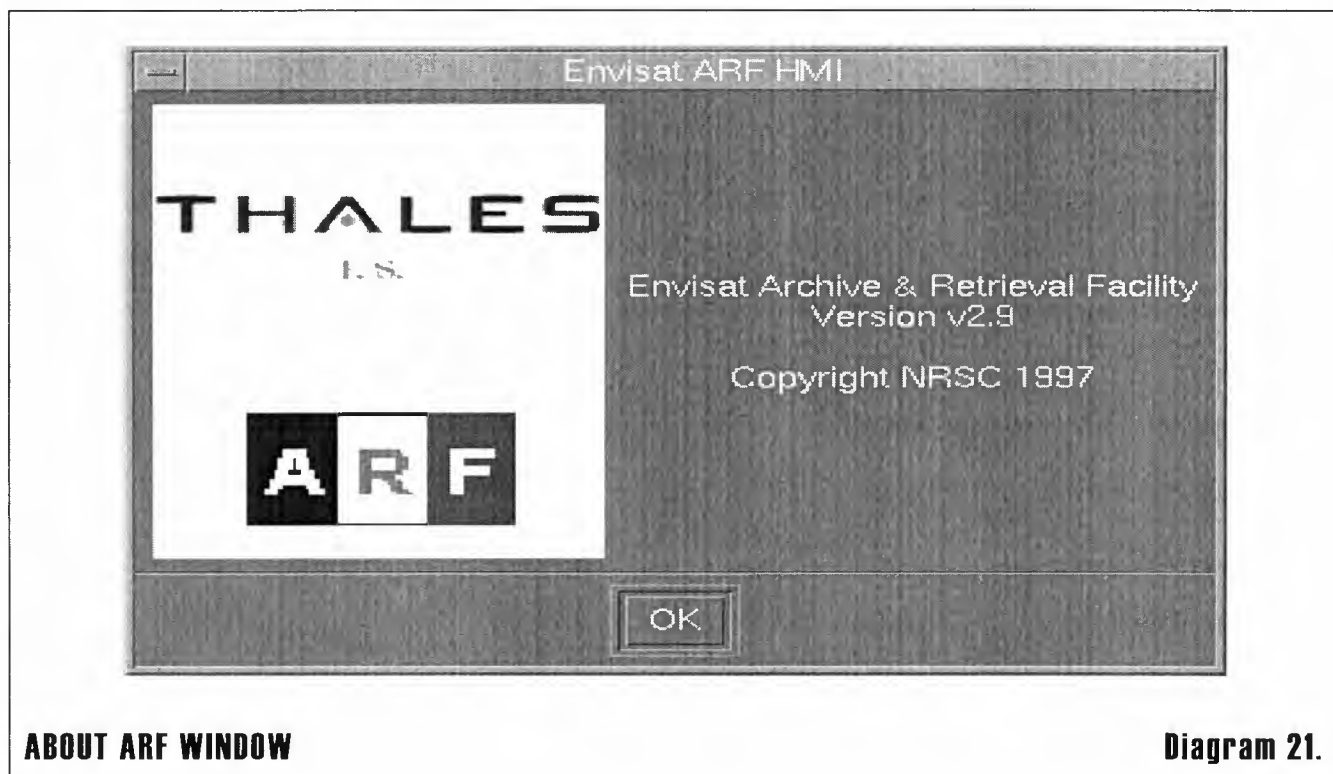 Envisat ARF HMI
THALES
I. S.
Envisat Archive & Retrieval Facility
Version v2.9
Copyright NRSC 1997
A R F
OK
ABOUT ARF WINDOW
Diagram 21.